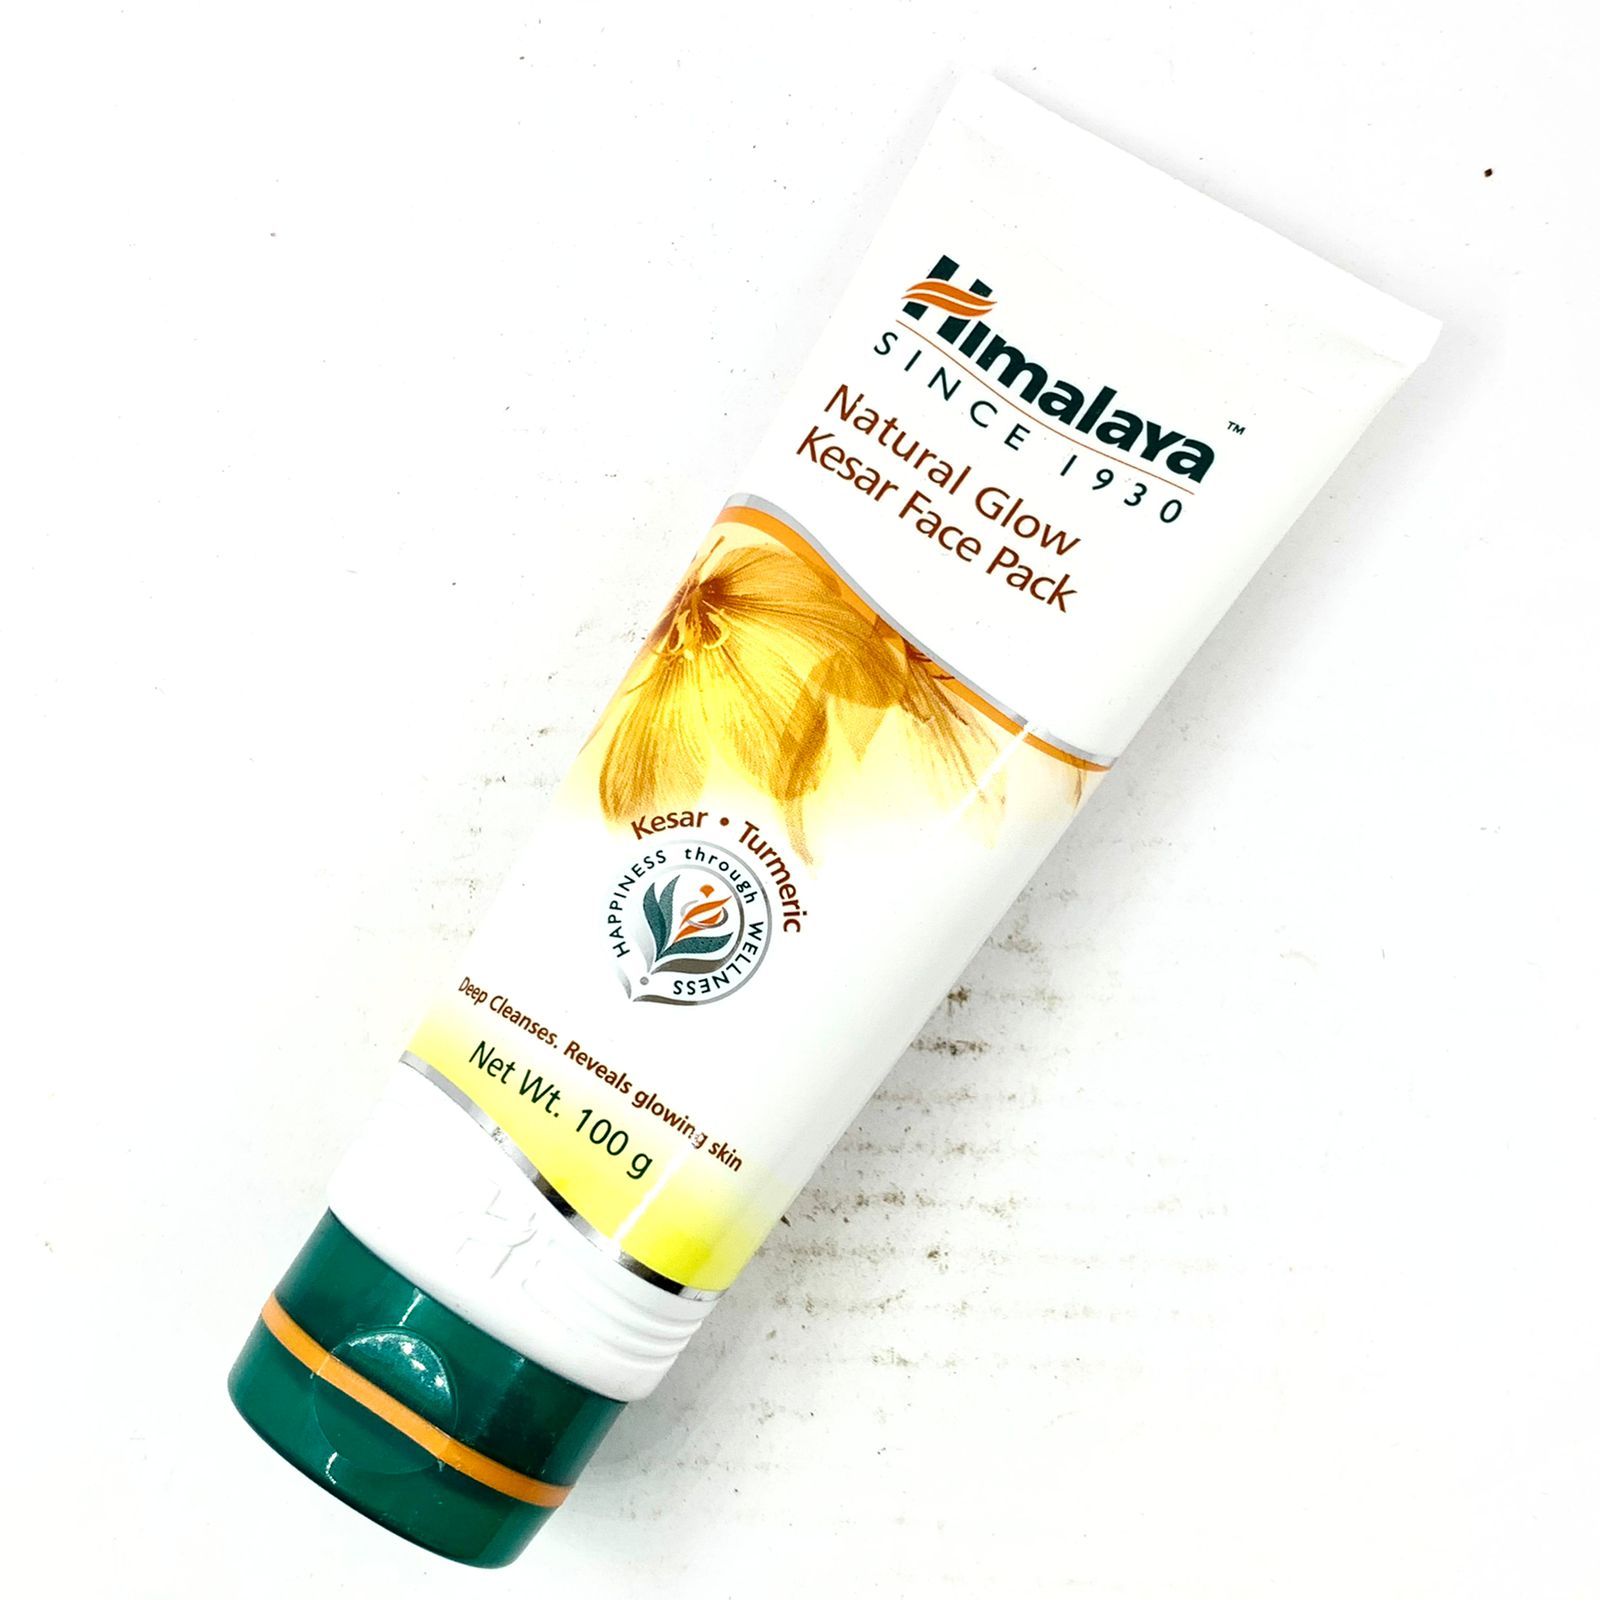 Himalaya™
SINCE 1930
Natural Glow
Kesar Face Pack
Kesar • Turmeric
HAPPINESS through WELLNESS
Deep Cleanses. Reveals glowing skin
Net Wt. 100 g